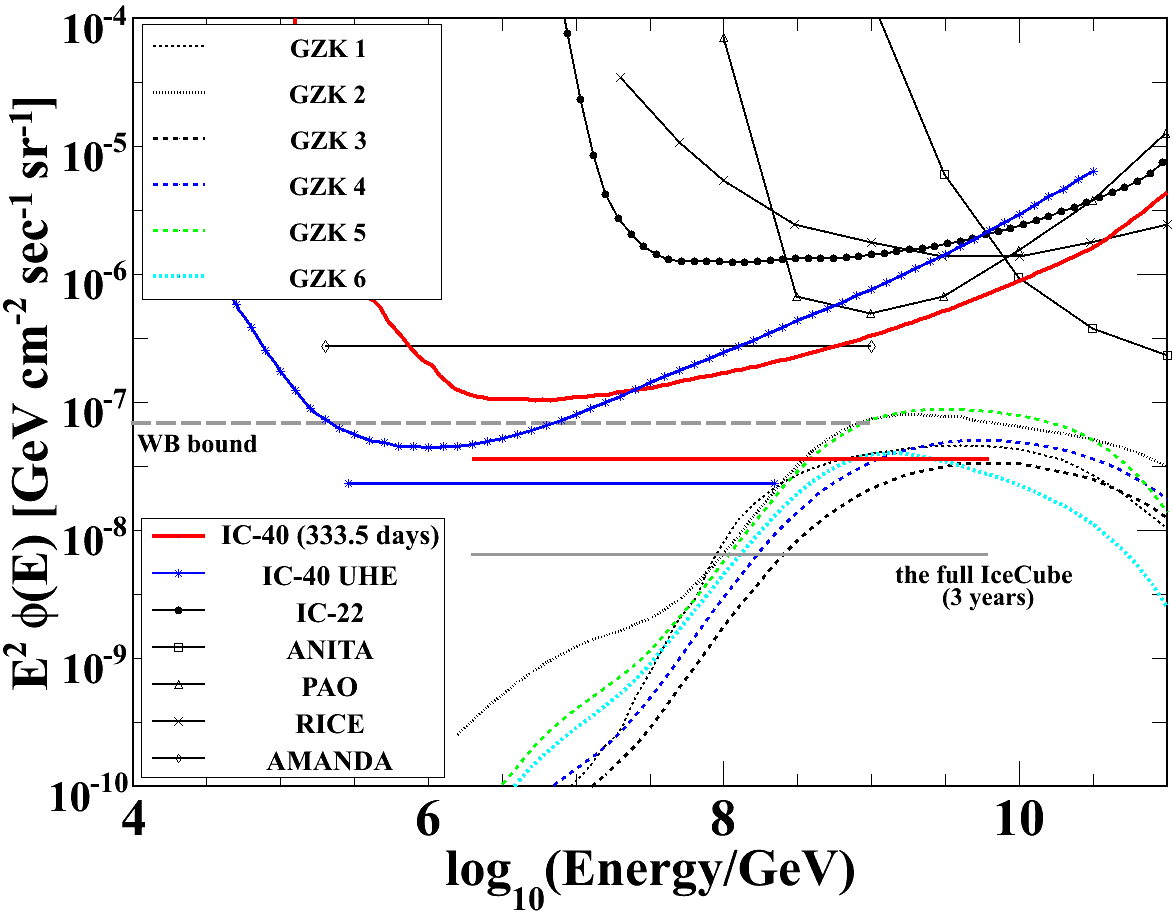 10⁻⁴
10⁻⁵
10⁻⁶
10⁻⁷
10⁻⁸
10⁻⁹
10⁻¹⁰
E² ϕ(E) [GeV cm⁻² sec⁻¹ sr⁻¹]
GZK 1
GZK 2
GZK 3
GZK 4
GZK 5
GZK 6
WB bound
IC-40 (333.5 days)
IC-40 UHE
IC-22
ANITA
PAO
RICE
AMANDA
the full IceCube
(3 years)
4 6 8 10
log₁₀(Energy/GeV)